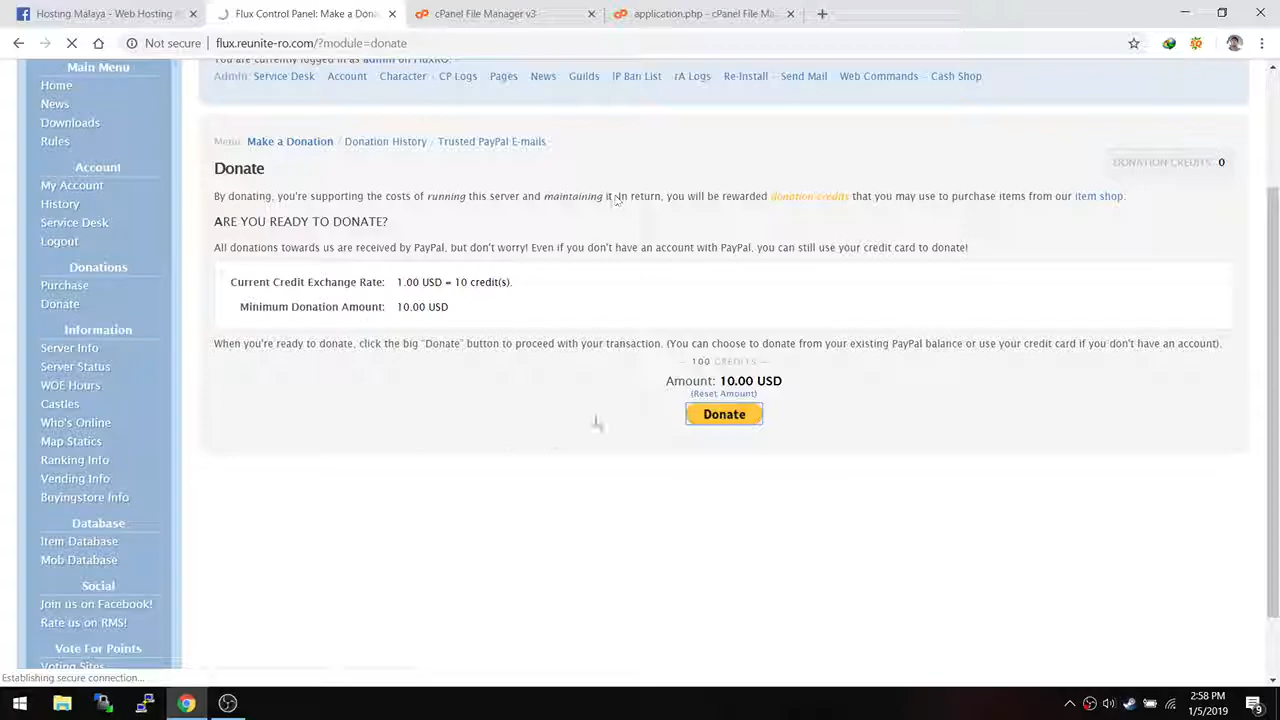 Hosting Malaya - Web Hosting
Flux Control Panel: Make a Dona
cPanel File Manager v3
application.php - cPanel File Ma
Not secure
flux.reunite-ro.com/?module=donate
You are currently logged in as admin on FluxRO.
Admin: Service Desk Account Character CP Logs Pages News Guilds IP Ban List rA Logs Re-Install Send Mail Web Commands Cash Shop
Main Menu
Home
News
Downloads
Rules
Account
My Account
History
Service Desk
Logout
Donations
Purchase
Donate
Information
Server Info
Server Status
WOE Hours
Castles
Who's Online
Map Statics
Ranking Info
Vending Info
Buyingstore Info
Database
Item Database
Mob Database
Social
Join us on Facebook!
Rate us on RMS!
Vote For Points
Voting Sites
Menu: Make a Donation / Donation History / Trusted PayPal E-mails
DONATION CREDITS: 0
Donate
By donating, you're supporting the costs of running this server and maintaining it. In return, you will be rewarded donation credits that you may use to purchase items from our item shop.
ARE YOU READY TO DONATE?
All donations towards us are received by PayPal, but don't worry! Even if you don't have an account with PayPal, you can still use your credit card to donate!
Current Credit Exchange Rate: 1.00 USD = 10 credit(s).
Minimum Donation Amount: 10.00 USD
When you're ready to donate, click the big "Donate" button to proceed with your transaction. (You can choose to donate from your existing PayPal balance or use your credit card if you don't have an account).
— 100 CREDITS —
Amount: 10.00 USD
(Reset Amount)
Donate
Establishing secure connection...
2:58 PM
1/5/2019
9